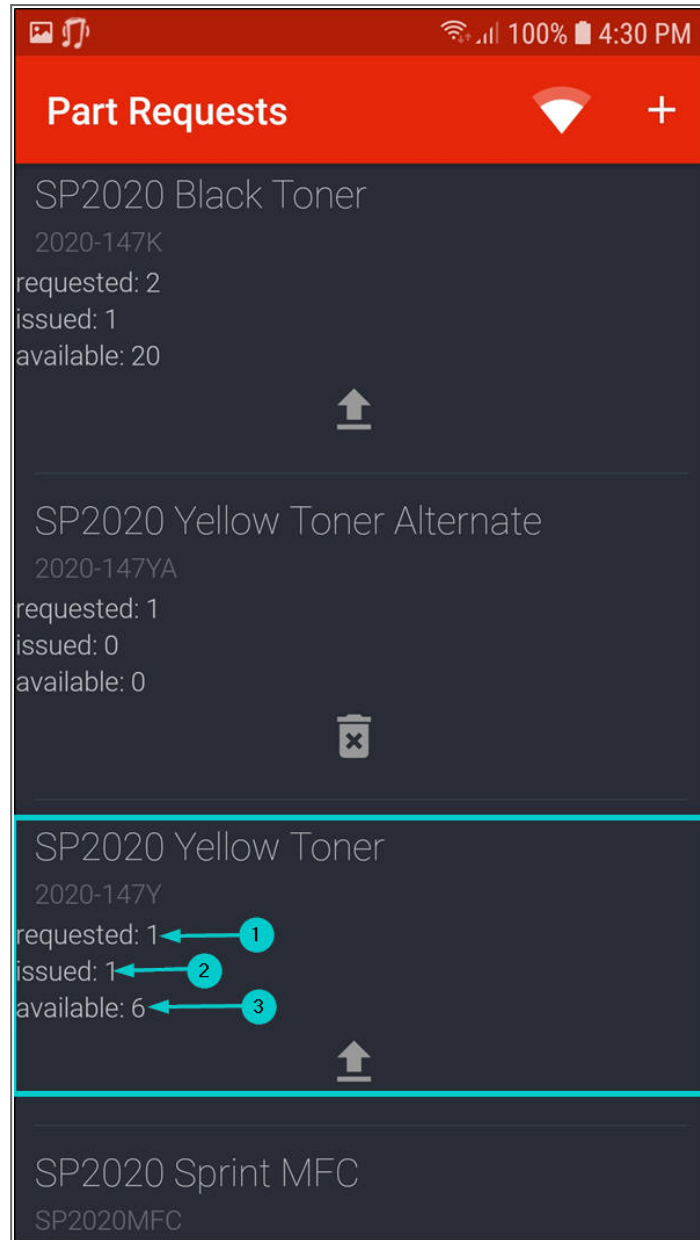 100% 4:30 PM
Part Requests +
SP2020 Black Toner
2020-147K
requested: 2
issued: 1
available: 20
SP2020 Yellow Toner Alternate
2020-147YA
requested: 1
issued: 0
available: 0
SP2020 Yellow Toner
2020-147Y
requested: 1 1
issued: 1 2
available: 6 3
SP2020 Sprint MFC
SP2020MFC